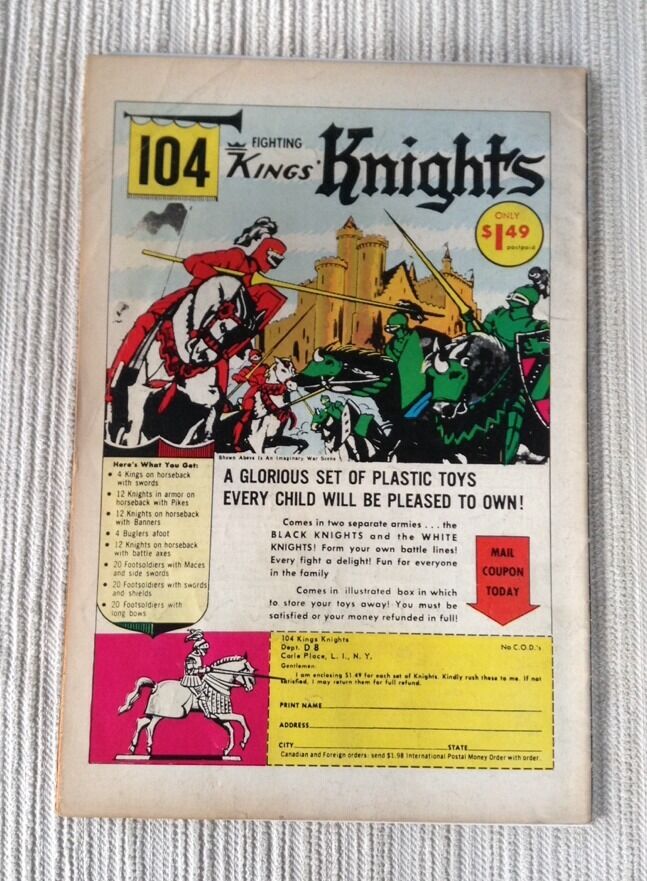 104
FIGHTING
KINGS' Knights
ONLY
$1.49
postpaid
Shown Above Is An Imaginary War Scene
Here's What You Get:
• 4 Kings on horseback
with swords
• 12 Knights in armor on
horseback with Pikes
• 12 Knights on horseback
with Banners
• 4 Buglers afoot
• 12 Knights on horseback
with battle axes
• 20 Footsoldiers with Maces
and side swords
• 20 Footsoldiers with swords
and shields
• 20 Footsoldiers with
long bows
A GLORIOUS SET OF PLASTIC TOYS
EVERY CHILD WILL BE PLEASED TO OWN!
Comes in two separate armies . . . the
BLACK KNIGHTS and the WHITE
KNIGHTS! Form your own battle lines!
Every fight a delight! Fun for everyone
in the family
Comes in illustrated box in which
to store your toys away! You must be
satisfied or your money refunded in full!
MAIL
COUPON
TODAY
104 Kings Knights
Dept. D 8
Carle Place, L. I., N. Y.
No C.O.D.'s
Gentlemen:
I am enclosing $1.49 for each set of Knights. Kindly rush these to me. If not
satisfied, I may return them for full refund.
PRINT NAME
ADDRESS
CITY STATE
Canadian and Foreign orders: send $1.98 International Postal Money Order with order.